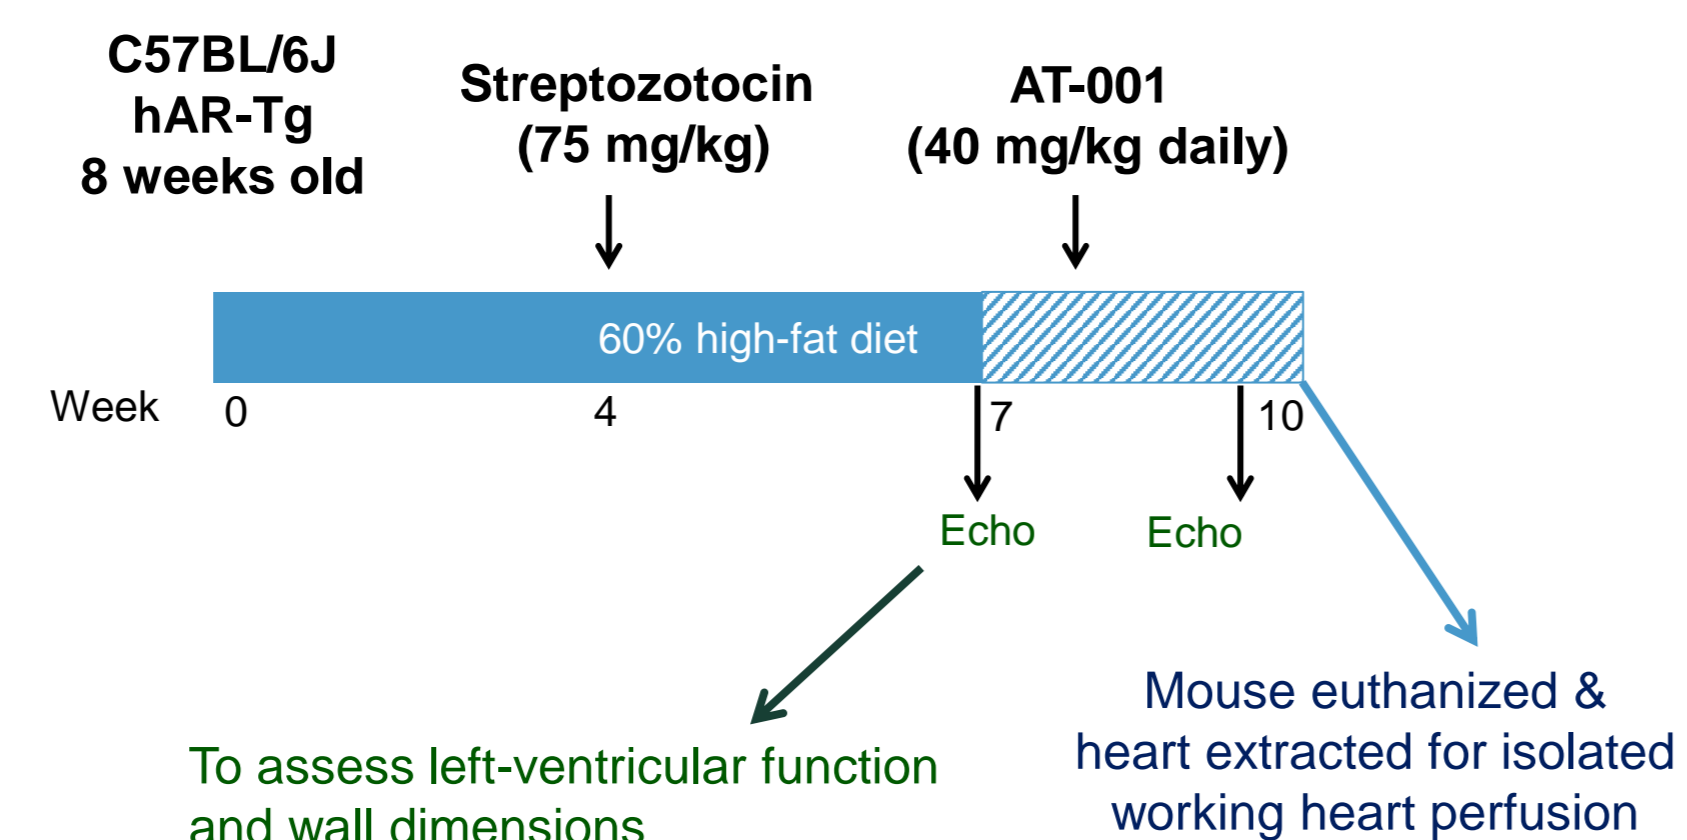 C57BL/6J
hAR-Tg
8 weeks old
Streptozotocin
(75 mg/kg)
AT-001
(40 mg/kg daily)
60% high-fat diet
Week 0 4 7 10
Echo Echo
To assess left-ventricular function
and wall dimensions
Mouse euthanized &
heart extracted for isolated
working heart perfusion